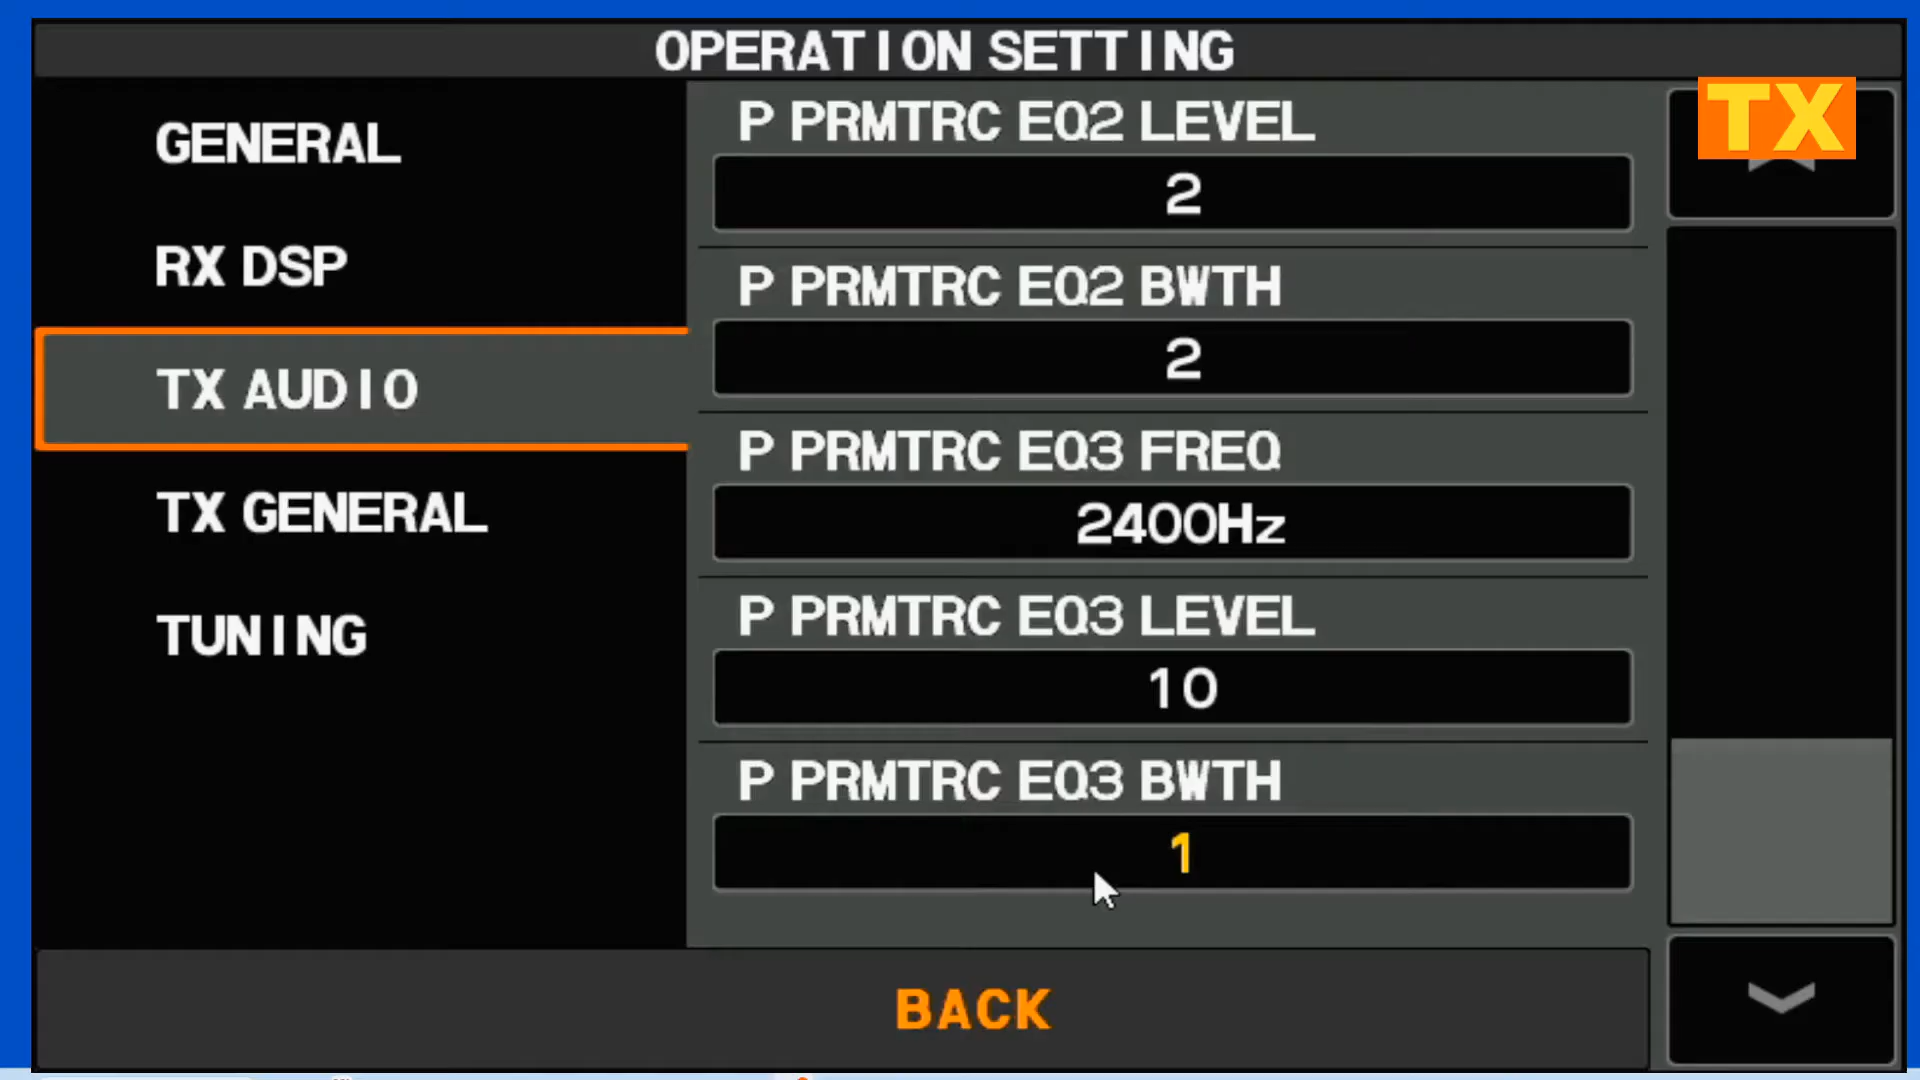 OPERATION SETTING
TX
GENERAL
RX DSP
TX AUDIO
TX GENERAL
TUNING
P PRMTRC EQ2 LEVEL
2
P PRMTRC EQ2 BWTH
2
P PRMTRC EQ3 FREQ
2400Hz
P PRMTRC EQ3 LEVEL
10
P PRMTRC EQ3 BWTH
1
BACK